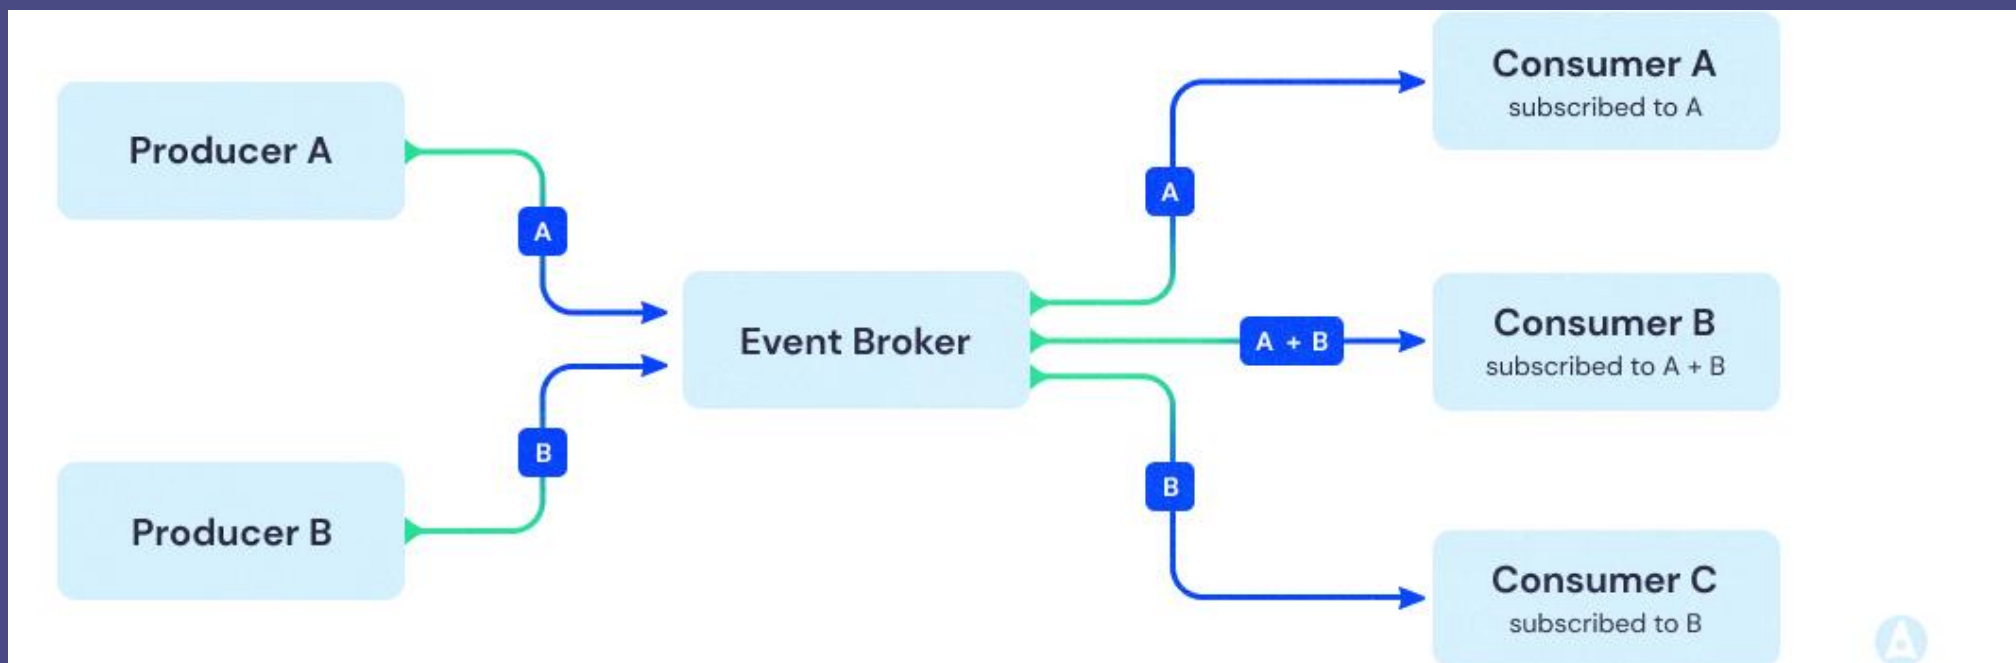 Producer A
A
Producer B
B
Event Broker
A
A + B
B
Consumer A
subscribed to A
Consumer B
subscribed to A + B
Consumer C
subscribed to B